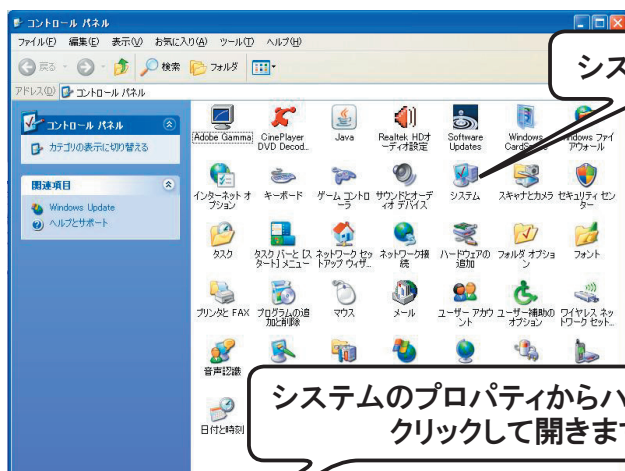 コントロール パネル
ファイル(F) 編集(E) 表示(V) お気に入り(A) ツール(T) ヘルプ(H)
戻る 検索 フォルダ
アドレス(D) コントロール パネル
シス
コントロール パネル
カテゴリの表示に切り替える
関連項目
Windows Update
ヘルプとサポート
Adobe Gamma
CinePlayer
DVD Decod...
Java
Realtek HDオ
ーディオ設定
Software
Updates
Windows
ndows ファイ
アウォール
インターネット オ
プション
キーボード
ゲーム コントロ
ーラ
サウンドとオーデ
ィオ デバイス
システム
スキャナとカメラ
セキュリティ セン
ター
タスク
タスク バーと [ス
タート] メニュー
ネットワーク セッ
トアップ ウィザ...
ネットワーク接
続
ハードウェアの
追加
フォルダ オプショ
ン
フォント
プリンタと FAX
プログラムの追
加と削除
マウス
メール
ユーザー アカウ
ント
ユーザー補助の
オプション
ワイヤレス ネッ
トワーク セット...
音声認識
システムのプロパティからハ
クリックして開きま
日付と時刻